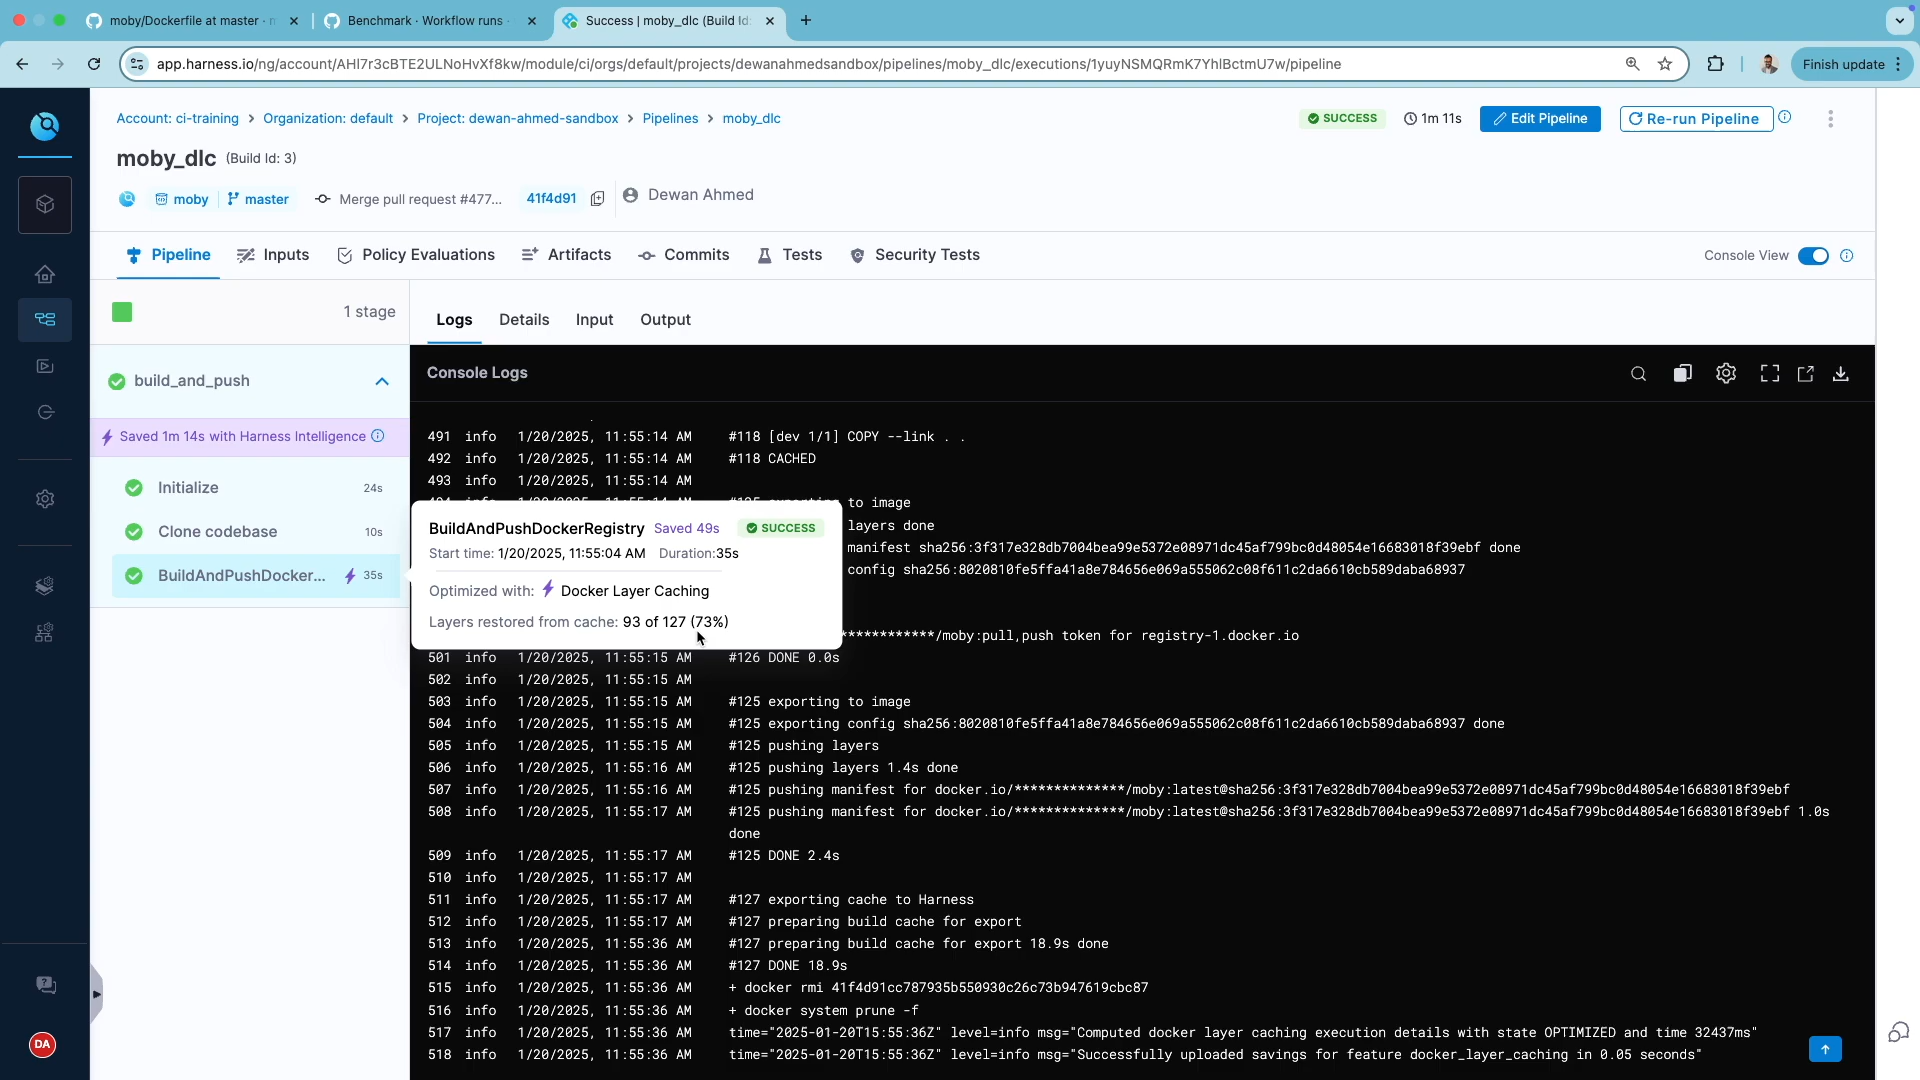 moby/Dockerfile at master ·
Benchmark · Workflow runs ·
Success | moby_dlc (Build Id:
app.harness.io/ng/account/AHl7r3cBTE2ULNoHvXf8kw/module/ci/orgs/default/projects/dewanahmedsandbox/pipelines/moby_dlc/executions/1yuyNSMQRmK7YhlBctmU7w/pipeline
Finish update
Account: ci-training > Organization: default > Project: dewan-ahmed-sandbox > Pipelines > moby_dlc
SUCCESS
1m 11s
Edit Pipeline
Re-run Pipeline
moby_dlc (Build Id: 3)
moby
master
Merge pull request #477...
41f4d91
Dewan Ahmed
Pipeline
Inputs
Policy Evaluations
Artifacts
Commits
Tests
Security Tests
Console View
1 stage
Logs
Details
Input
Output
build_and_push
Saved 1m 14s with Harness Intelligence
Initialize 24s
Clone codebase 10s
BuildAndPushDocker... 35s
Console Logs
491 info 1/20/2025, 11:55:14 AM #118 [dev 1/1] COPY --link . .
492 info 1/20/2025, 11:55:14 AM #118 CACHED
493 info 1/20/2025, 11:55:14 AM
to image
layers done
manifest sha256:3f317e328db7004bea99e5372e08971dc45af799bc0d48054e16683018f39ebf done
config sha256:8020810fe5ffa41a8e784656e069a555062c08f611c2da6610cb589daba68937
************/moby:pull,push token for registry-1.docker.io
BuildAndPushDockerRegistry Saved 49s SUCCESS
Start time: 1/20/2025, 11:55:04 AM Duration:35s
Optimized with: Docker Layer Caching
Layers restored from cache: 93 of 127 (73%)
501 info 1/20/2025, 11:55:15 AM #126 DONE 0.0s
502 info 1/20/2025, 11:55:15 AM
503 info 1/20/2025, 11:55:15 AM #125 exporting to image
504 info 1/20/2025, 11:55:15 AM #125 exporting config sha256:8020810fe5ffa41a8e784656e069a555062c08f611c2da6610cb589daba68937 done
505 info 1/20/2025, 11:55:15 AM #125 pushing layers
506 info 1/20/2025, 11:55:16 AM #125 pushing layers 1.4s done
507 info 1/20/2025, 11:55:16 AM #125 pushing manifest for docker.io/**************/moby:latest@sha256:3f317e328db7004bea99e5372e08971dc45af799bc0d48054e16683018f39ebf
508 info 1/20/2025, 11:55:17 AM #125 pushing manifest for docker.io/**************/moby:latest@sha256:3f317e328db7004bea99e5372e08971dc45af799bc0d48054e16683018f39ebf 1.0s
done
509 info 1/20/2025, 11:55:17 AM #125 DONE 2.4s
510 info 1/20/2025, 11:55:17 AM
511 info 1/20/2025, 11:55:17 AM #127 exporting cache to Harness
512 info 1/20/2025, 11:55:17 AM #127 preparing build cache for export
513 info 1/20/2025, 11:55:36 AM #127 preparing build cache for export 18.9s done
514 info 1/20/2025, 11:55:36 AM #127 DONE 18.9s
515 info 1/20/2025, 11:55:36 AM + docker rmi 41f4d91cc787935b550930c26c73b947619cbc87
516 info 1/20/2025, 11:55:36 AM + docker system prune -f
517 info 1/20/2025, 11:55:36 AM time="2025-01-20T15:55:36Z" level=info msg="Computed docker layer caching execution details with state OPTIMIZED and time 32437ms"
518 info 1/20/2025, 11:55:36 AM time="2025-01-20T15:55:36Z" level=info msg="Successfully uploaded savings for feature docker_layer_caching in 0.05 seconds"
DA